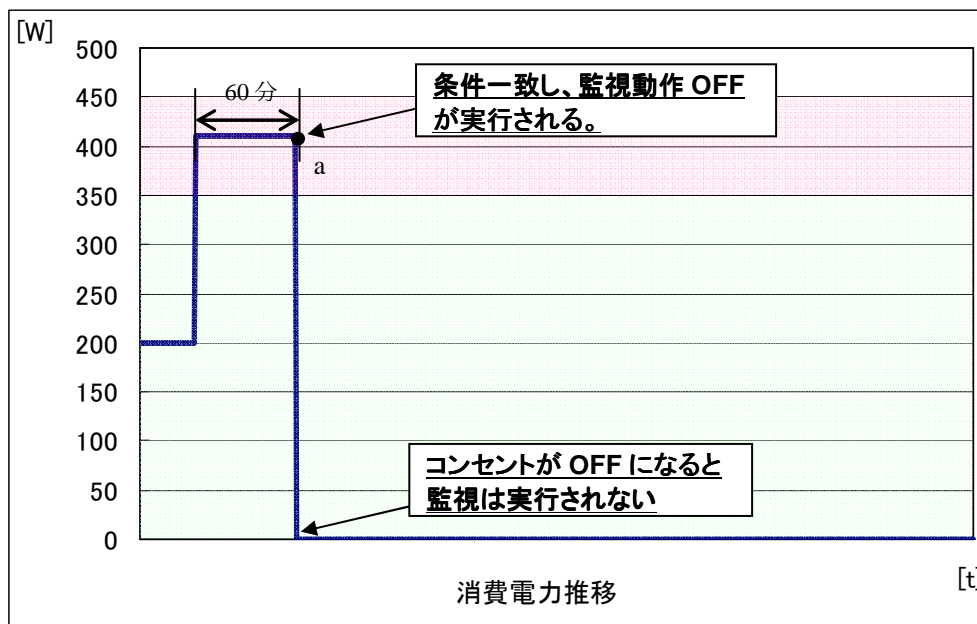 [W]
500
450
400
350
300
250
200
150
100
50
0
60 分
条件一致し、監視動作 OFF
が実行される。
a
コンセントが OFF になると
監視は実行されない
[t]
消費電力推移